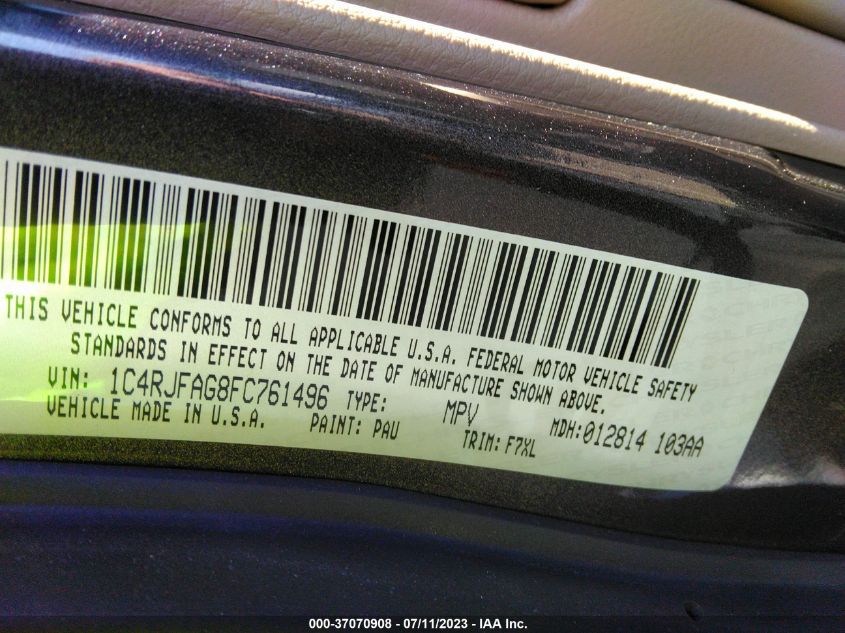 THIS VEHICLE CONFORMS TO ALL APPLICABLE U.S.A. FEDERAL MOTOR VEHICLE SAFETY
STANDARDS IN EFFECT ON THE DATE OF MANUFACTURE SHOWN ABOVE.
VIN: 1C4RJFAG8FC761496 TYPE: MPV MDH:012814 103AA
VEHICLE MADE IN U.S.A. PAINT: PAU TRIM: F7XL
000-37070908 - 07/11/2023 - IAA Inc.